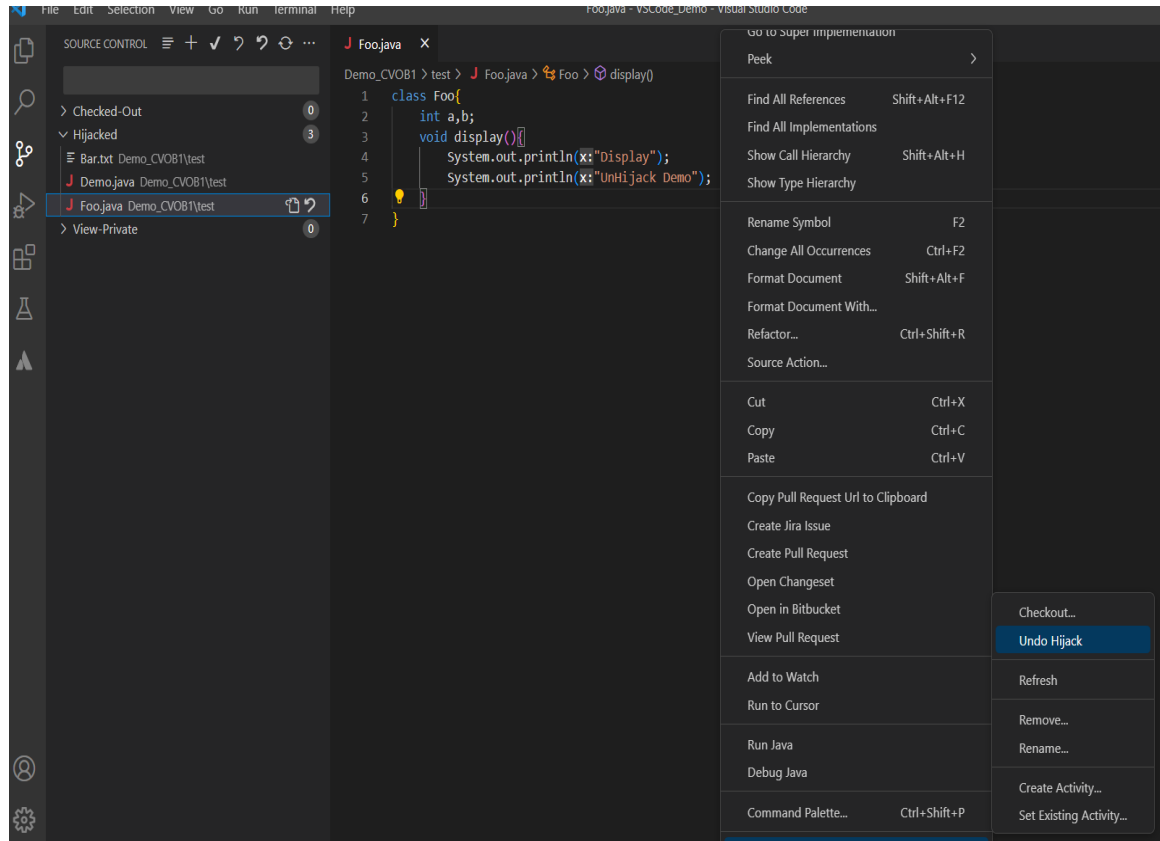 File Edit Selection View Go Run Terminal Help
Foo.java - VSCode_Demo - Visual Studio Code
SOURCE CONTROL
Checked-Out 0
Hijacked 3
Bar.txt Demo_CVOB1\test
J Demo.java Demo_CVOB1\test
J Foo.java Demo_CVOB1\test
View-Private 0
J Foo.java X
Demo_CVOB1 > test > J Foo.java > Foo > display()
1 class Foo{
2 int a,b;
3 void display(){
4 System.out.println(x:"Display");
5 System.out.println(x:"UnHijack Demo");
6 }
7 }
Go to Super Implementation
Peek >
Find All References Shift+Alt+F12
Find All Implementations
Show Call Hierarchy Shift+Alt+H
Show Type Hierarchy
Rename Symbol F2
Change All Occurrences Ctrl+F2
Format Document Shift+Alt+F
Format Document With...
Refactor... Ctrl+Shift+R
Source Action...
Cut Ctrl+X
Copy Ctrl+C
Paste Ctrl+V
Copy Pull Request Url to Clipboard
Create Jira Issue
Create Pull Request
Open Changeset
Open in Bitbucket
View Pull Request
Add to Watch
Run to Cursor
Run Java
Debug Java
Command Palette... Ctrl+Shift+P
Checkout...
Undo Hijack
Refresh
Remove...
Rename...
Create Activity...
Set Existing Activity...